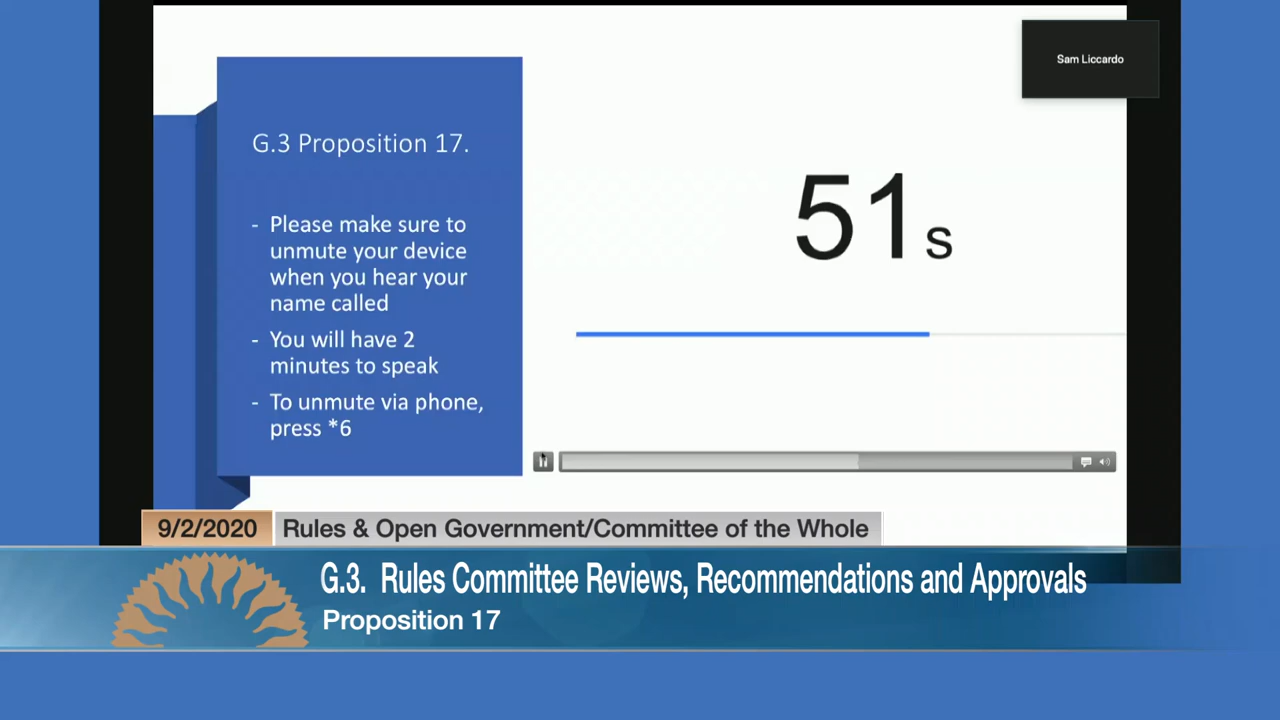 Sam Liccardo
G.3 Proposition 17.
- Please make sure to
unmute your device
when you hear your
name called
- You will have 2
minutes to speak
- To unmute via phone,
press *6
51 s
9/2/2020
Rules & Open Government/Committee of the Whole
G.3. Rules Committee Reviews, Recommendations and Approvals
Proposition 17